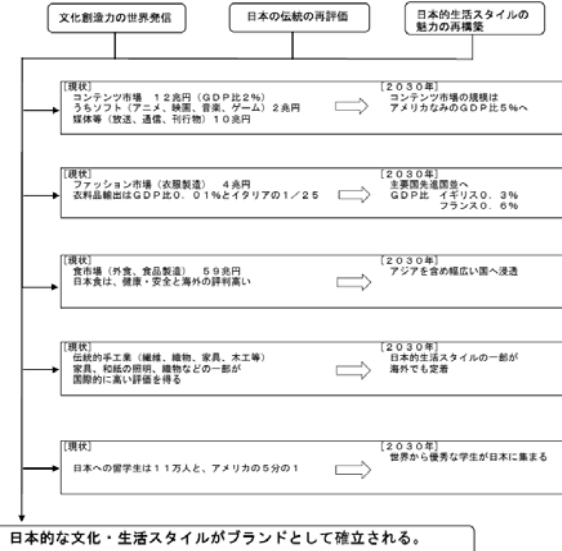 文化創造力の世界発信
日本の伝統の再評価
日本的生活スタイルの
魅力の再構築
[現状]
コンテンツ市場 12兆円(GDP比2%)
うちソフト(アニメ、映画、音楽、ゲーム)2兆円
媒体等(放送、通信、刊行物)10兆円
[2030年]
コンテンツ市場の規模は
アメリカなみのGDP比5%へ
[現状]
ファッション市場(衣服製造) 4兆円
衣料品輸出はGDP比0.01%とイタリアの1/25
[2030年]
主要国先進国並へ
GDP比 イギリス0.3%
フランス0.6%
[現状]
食市場(外食、食品製造) 59兆円
日本食は、健康・安全と海外の評判高い
[2030年]
アジアを含め幅広い国へ浸透
[現状]
伝統的手工業(繊維、織物、家具、木工等)
家具、和紙の照明、織物などの一部が
国際的に高い評価を得る
[2030年]
日本的生活スタイルの一部が
海外でも定着
[現状]
日本への留学生は11万人と、アメリカの5分の1
[2030年]
世界から優秀な学生が日本に集まる
日本的な文化・生活スタイルがブランドとして確立される。